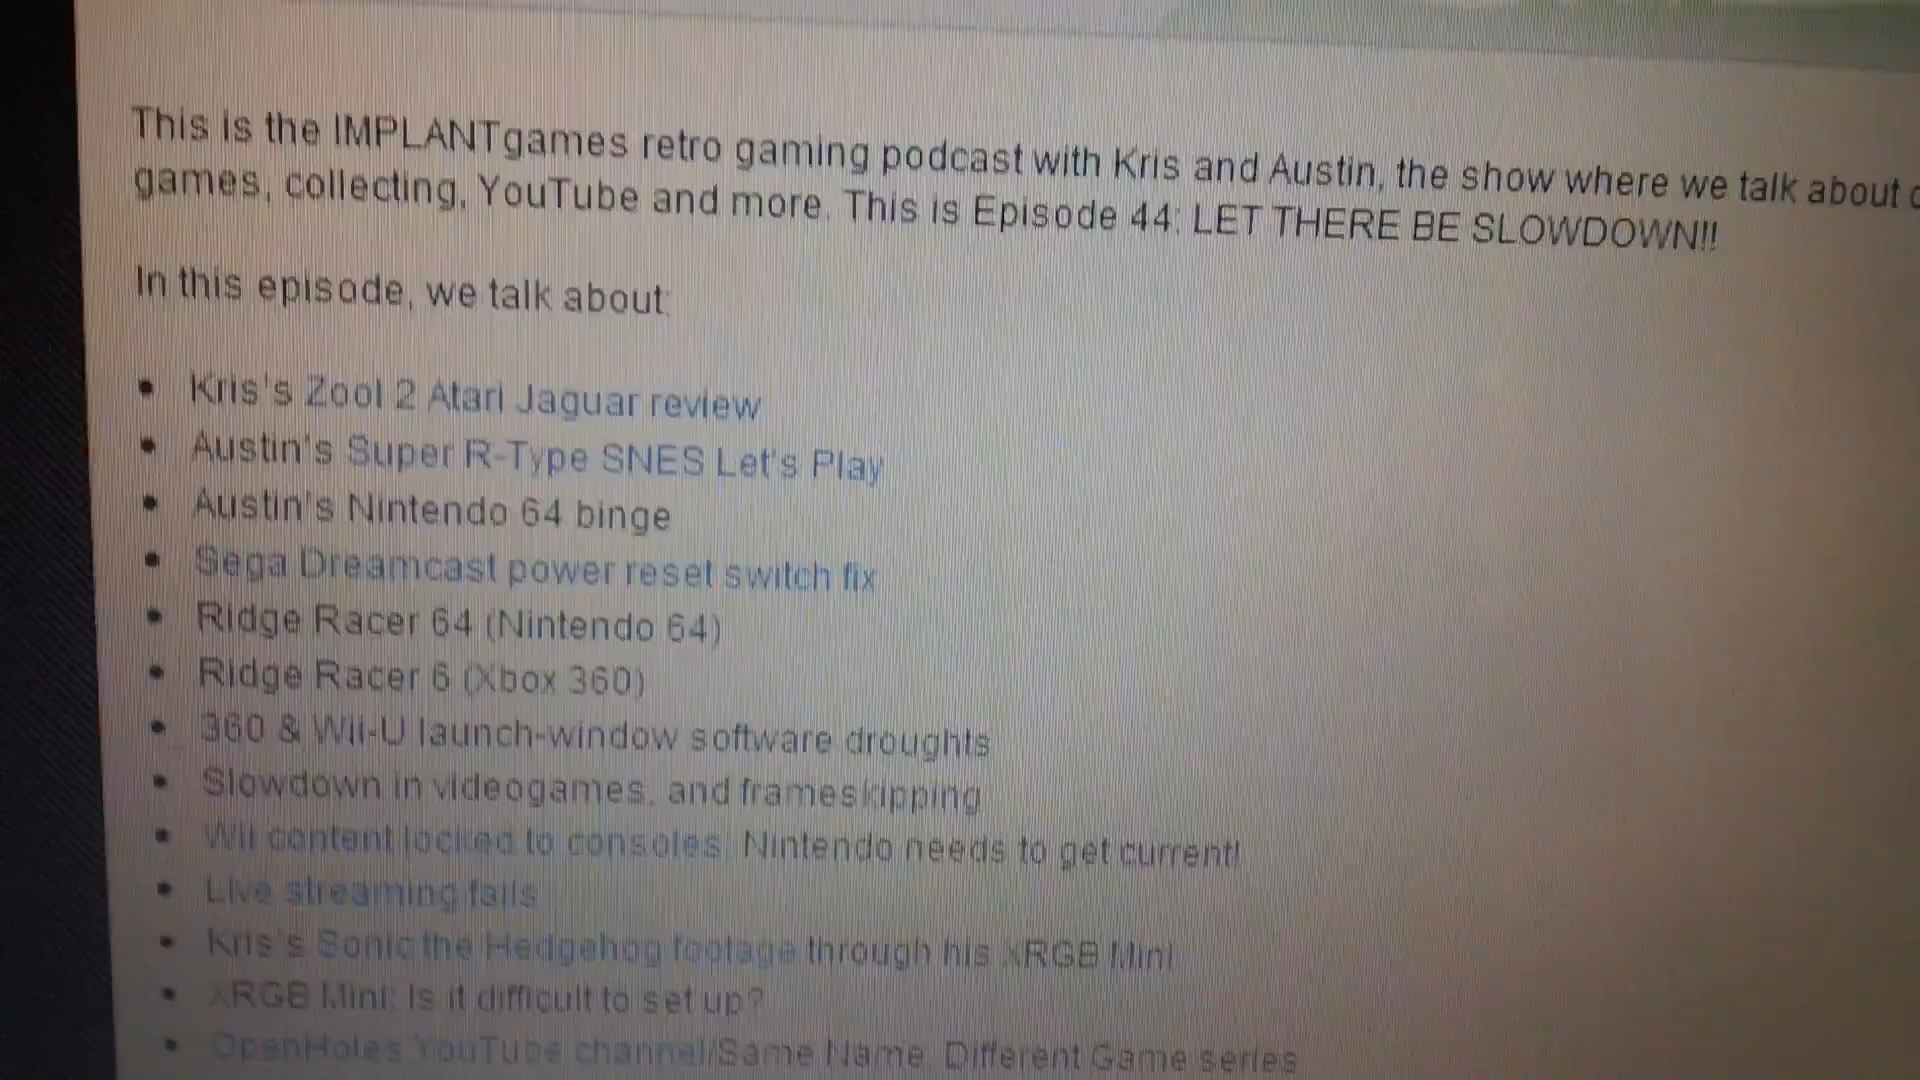 This is the IMPLANTgames retro gaming podcast with Kris and Austin, the show where we talk about
games, collecting, YouTube and more. This is Episode 44: LET THERE BE SLOWDOWN!!
In this episode, we talk about:
• Kris's Zool 2 Atari Jaguar review
• Austin's Super R-Type SNES Let's Play
• Austin's Nintendo 64 binge
• Sega Dreamcast power reset switch fix
• Ridge Racer 64 (Nintendo 64)
• Ridge Racer 6 (Xbox 360)
• 360 & Wii-U launch-window software droughts
• Slowdown in videogames, and frameskipping
• Wii content locked to consoles: Nintendo needs to get current!
• Live streaming fails
• Kris's Sonic the Hedgehog footage through his XRGB Mini
• XRGB Mini: Is it difficult to set up?
• OpenHoles YouTube channel/Same Name, Different Game series